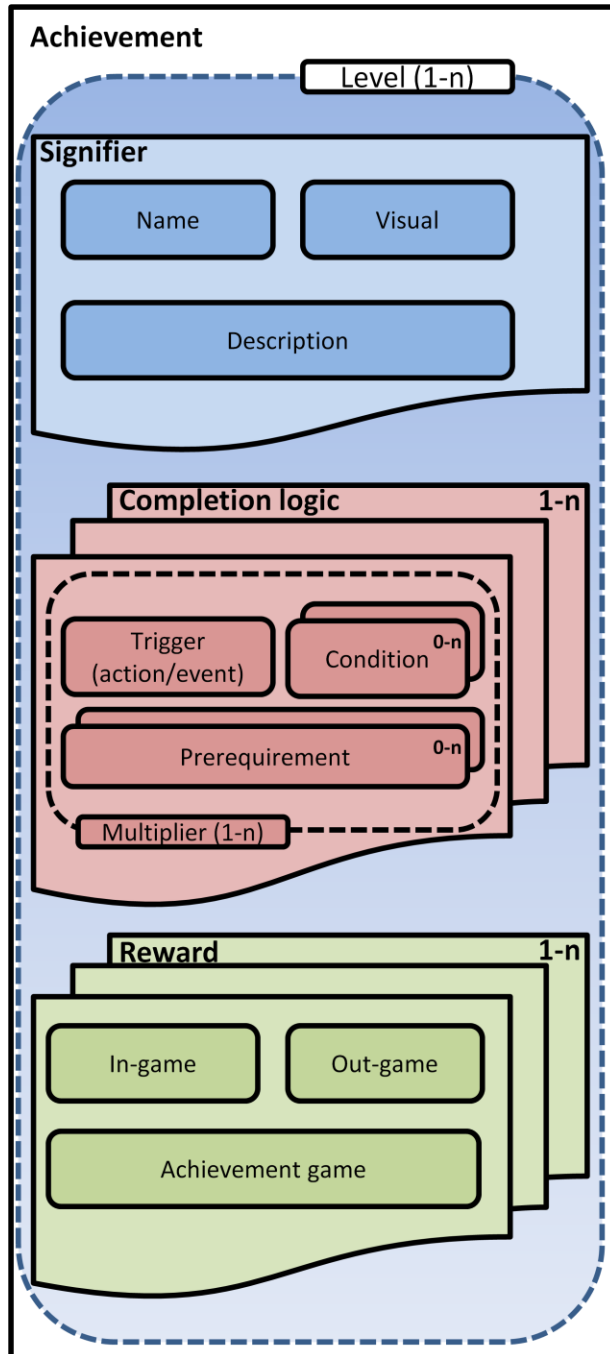 Achievement
Level (1-n)
Signifier
Name
Visual
Description
Completion logic
1-n
Trigger
(action/event)
Condition
0-n
Prerequirement
0-n
Multiplier (1-n)
Reward
1-n
In-game
Out-game
Achievement game